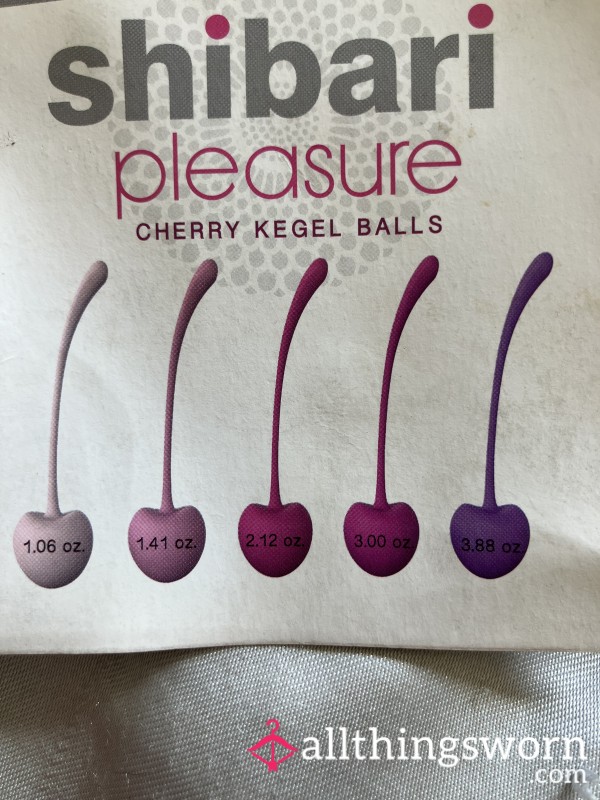 shibari
pleasure
CHERRY KEGEL BALLS
1.06 oz.
1.41 oz.
2.12 oz.
3.00 oz.
3.88 oz.
allthingsworn
.com